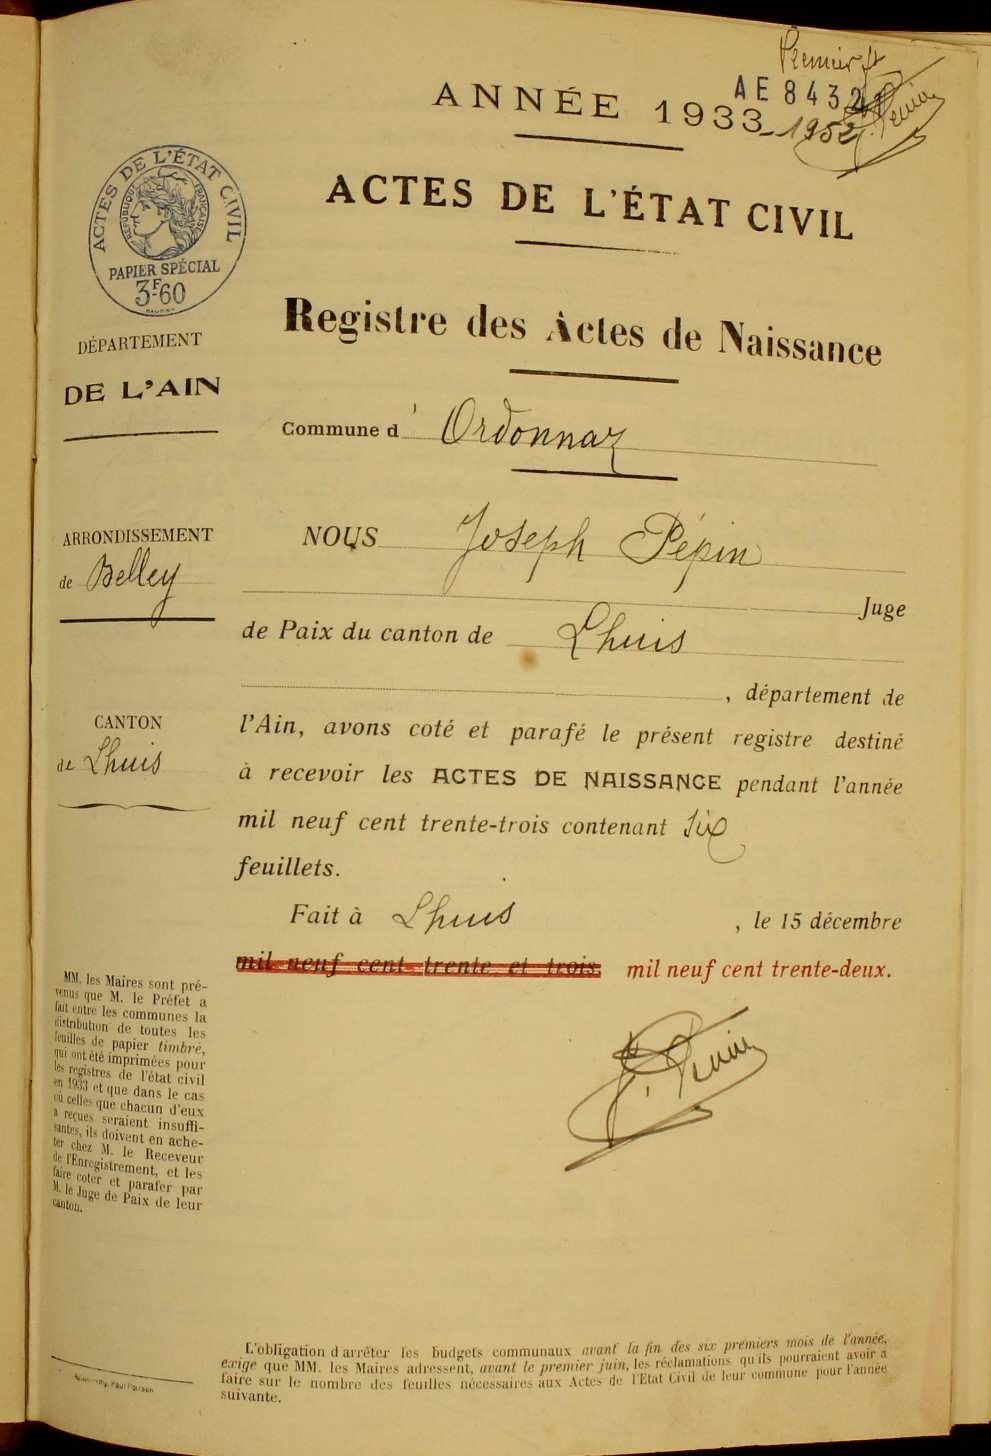 Premier ft
AE 84321
ANNÉE 1933-1952
ACTES DE L'ÉTAT CIVIL
ACTES DE L'ÉTAT CIVIL
RÉPUBLIQUE FRANÇAISE
PAPIER SPÉCIAL
3F60
Registre des Actes de Naissance
DÉPARTEMENT
DE L'AIN
Commune d' Ordonnaz
ARRONDISSEMENT
de Belley
NOUS Joseph Pépin
Juge
de Paix du canton de Lhuis
, département de
CANTON
de Lhuis
l'Ain, avons coté et parafé le présent registre destiné
à recevoir les ACTES DE NAISSANCE pendant l'année
mil neuf cent trente-trois contenant six
feuillets.
Fait à Lhuis , le 15 décembre
mil neuf cent trente et trois. mil neuf cent trente-deux.
J. Pépin
MM. les Maires sont pré-
venus que M. le Préfet a
fait entre les communes la
distribution de toutes les
feuilles de papier timbré,
qui ont été imprimées pour
les registres de l'état civil
en 1933 et que dans le cas
où celles que chacun d'eux
a reçues seraient insuffi-
santes, ils doivent en ache-
ter chez M. le Receveur
de l'Enregistrement, et les
faire coter et parafer par
M. le Juge de Paix de leur
canton.
L'obligation d'arrêter les budgets communaux avant la fin des six premiers mois de l'année,
exige que MM. les Maires adressent, avant le premier juin, les réclamations qu'ils pourraient avoir à
faire sur le nombre des feuilles nécessaires aux Actes de l'Etat Civil de leur commune pour l'année
suivante.